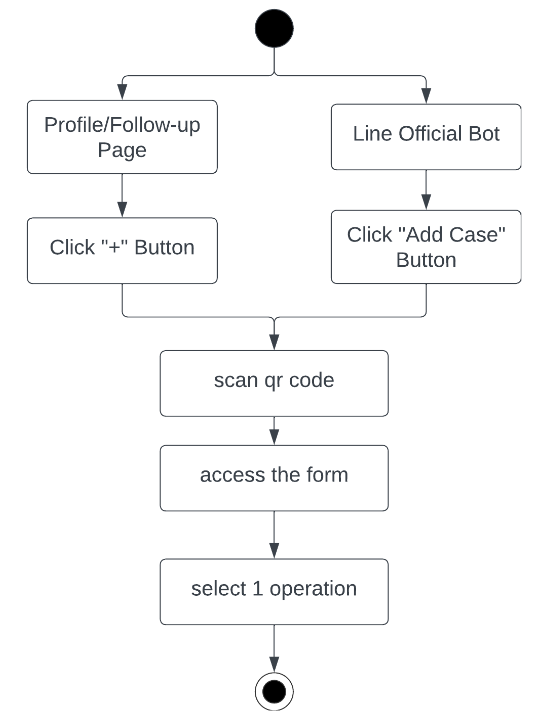 Profile/Follow-up
Page
Line Official Bot
Click "+" Button
Click "Add Case"
Button
scan qr code
access the form
select 1 operation